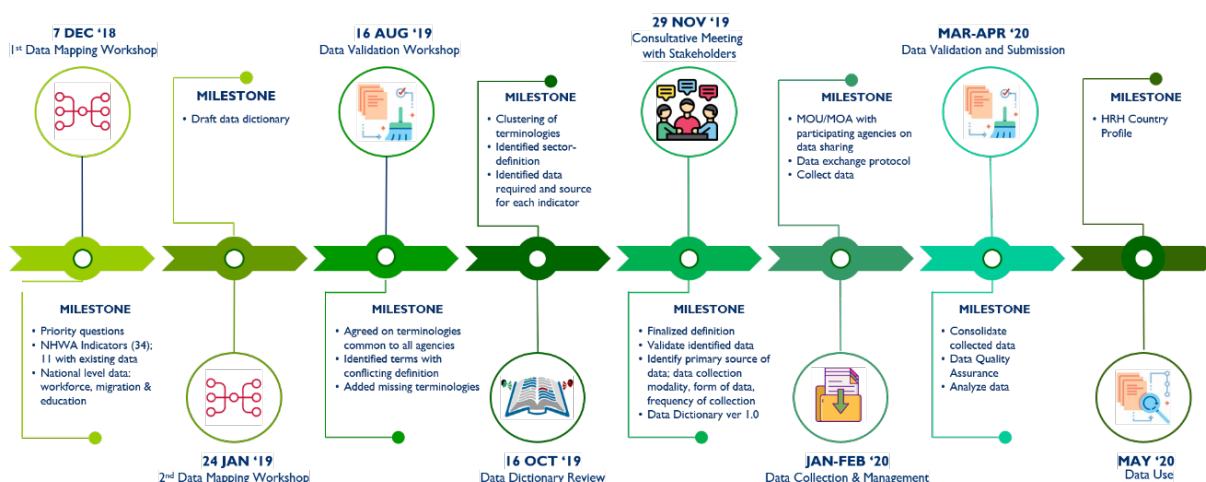 7 DEC ‘18
1st Data Mapping Workshop
MILESTONE
• Priority questions
• NHWA Indicators (34);
11 with existing data
• National level data:
workforce, migration &
education
MILESTONE
• Draft data dictionary
24 JAN ‘19
2nd Data Mapping Workshop
16 AUG ‘19
Data Validation Workshop
MILESTONE
• Agreed on terminologies
common to all agencies
• Identified terms with
conflicting definition
• Added missing terminologies
MILESTONE
• Clustering of
terminologies
• Identified sector-
definition
• Identified data
required and source
for each indicator
16 OCT ‘19
Data Dictionary Review
29 NOV ‘19
Consultative Meeting
with Stakeholders
MILESTONE
• Finalized definition
• Validate identified data
• Identify primary source of
data; data collection
modality, form of data,
frequency of collection
• Data Dictionary ver 1.0
MILESTONE
• MOU/MOA with
participating agencies on
data sharing
• Data exchange protocol
• Collect data
JAN-FEB ‘20
Data Collection & Management
MAR-APR ‘20
Data Validation and Submission
MILESTONE
• Consolidate
collected data
• Data Quality
Assurance
• Analyze data
MILESTONE
• HRH Country
Profile
MAY ‘20
Data Use